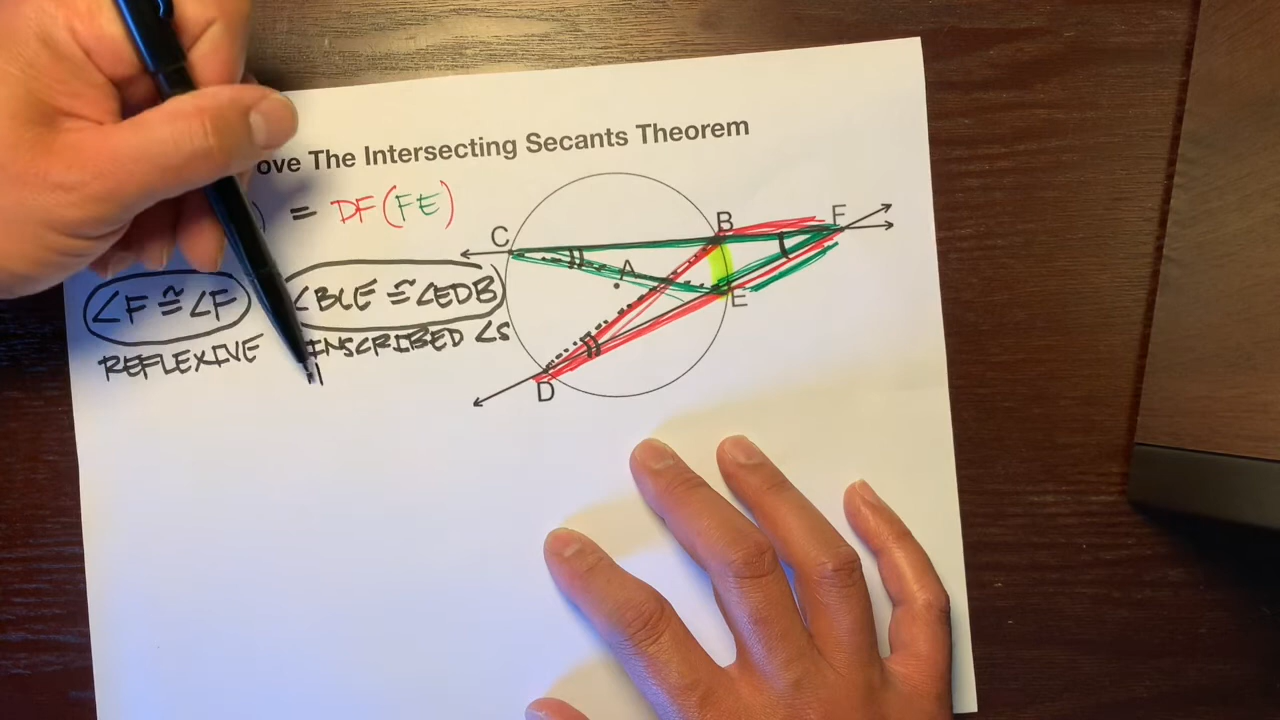 ove The Intersecting Secants Theorem
) = DF(FE)
∠F ≅ ∠F ∠BCE ≅ ∠EDB
REFLEXIVE INSCRIBED ∠S
C
B
F
A
E
D